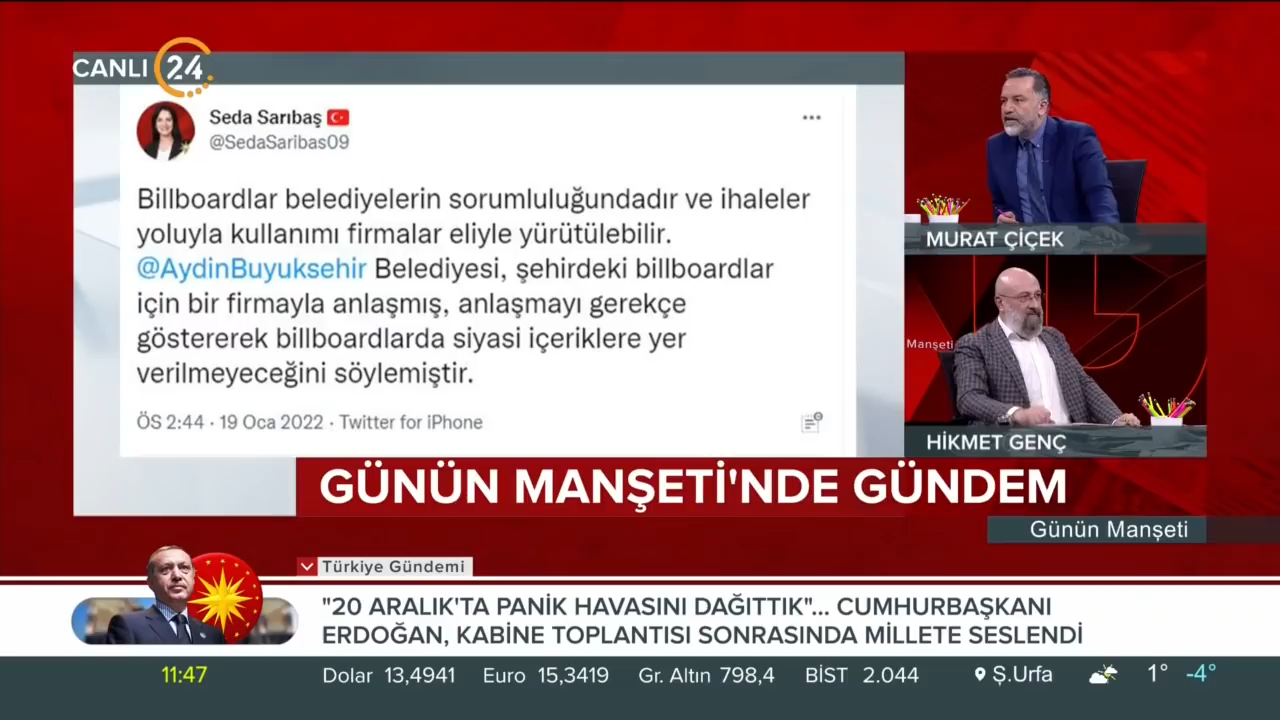 CANLI 24
Seda Sarıbaş
@SedaSaribas09
Billboardlar belediyelerin sorumluluğundadır ve ihaleler
yoluyla kullanımı firmalar eliyle yürütülebilir.
@AydinBuyuksehir Belediyesi, şehirdeki billboardlar
için bir firmayla anlaşmış, anlaşmayı gerekçe
göstererek billboardlarda siyasi içeriklere yer
verilmeyeceğini söylemiştir.
ÖS 2:44 · 19 Oca 2022 · Twitter for iPhone
MURAT ÇİÇEK
Manşeti
HİKMET GENÇ
GÜNÜN MANŞETİ'NDE GÜNDEM
Günün Manşeti
Türkiye Gündemi
"20 ARALIK'TA PANİK HAVASINI DAĞITTIK"... CUMHURBAŞKANI
ERDOĞAN, KABİNE TOPLANTISI SONRASINDA MİLLETE SESLENDİ
11:47 Dolar 13,4941 Euro 15,3419 Gr. Altın 798,4 BİST 2.044 Ş.Urfa 1° -4°